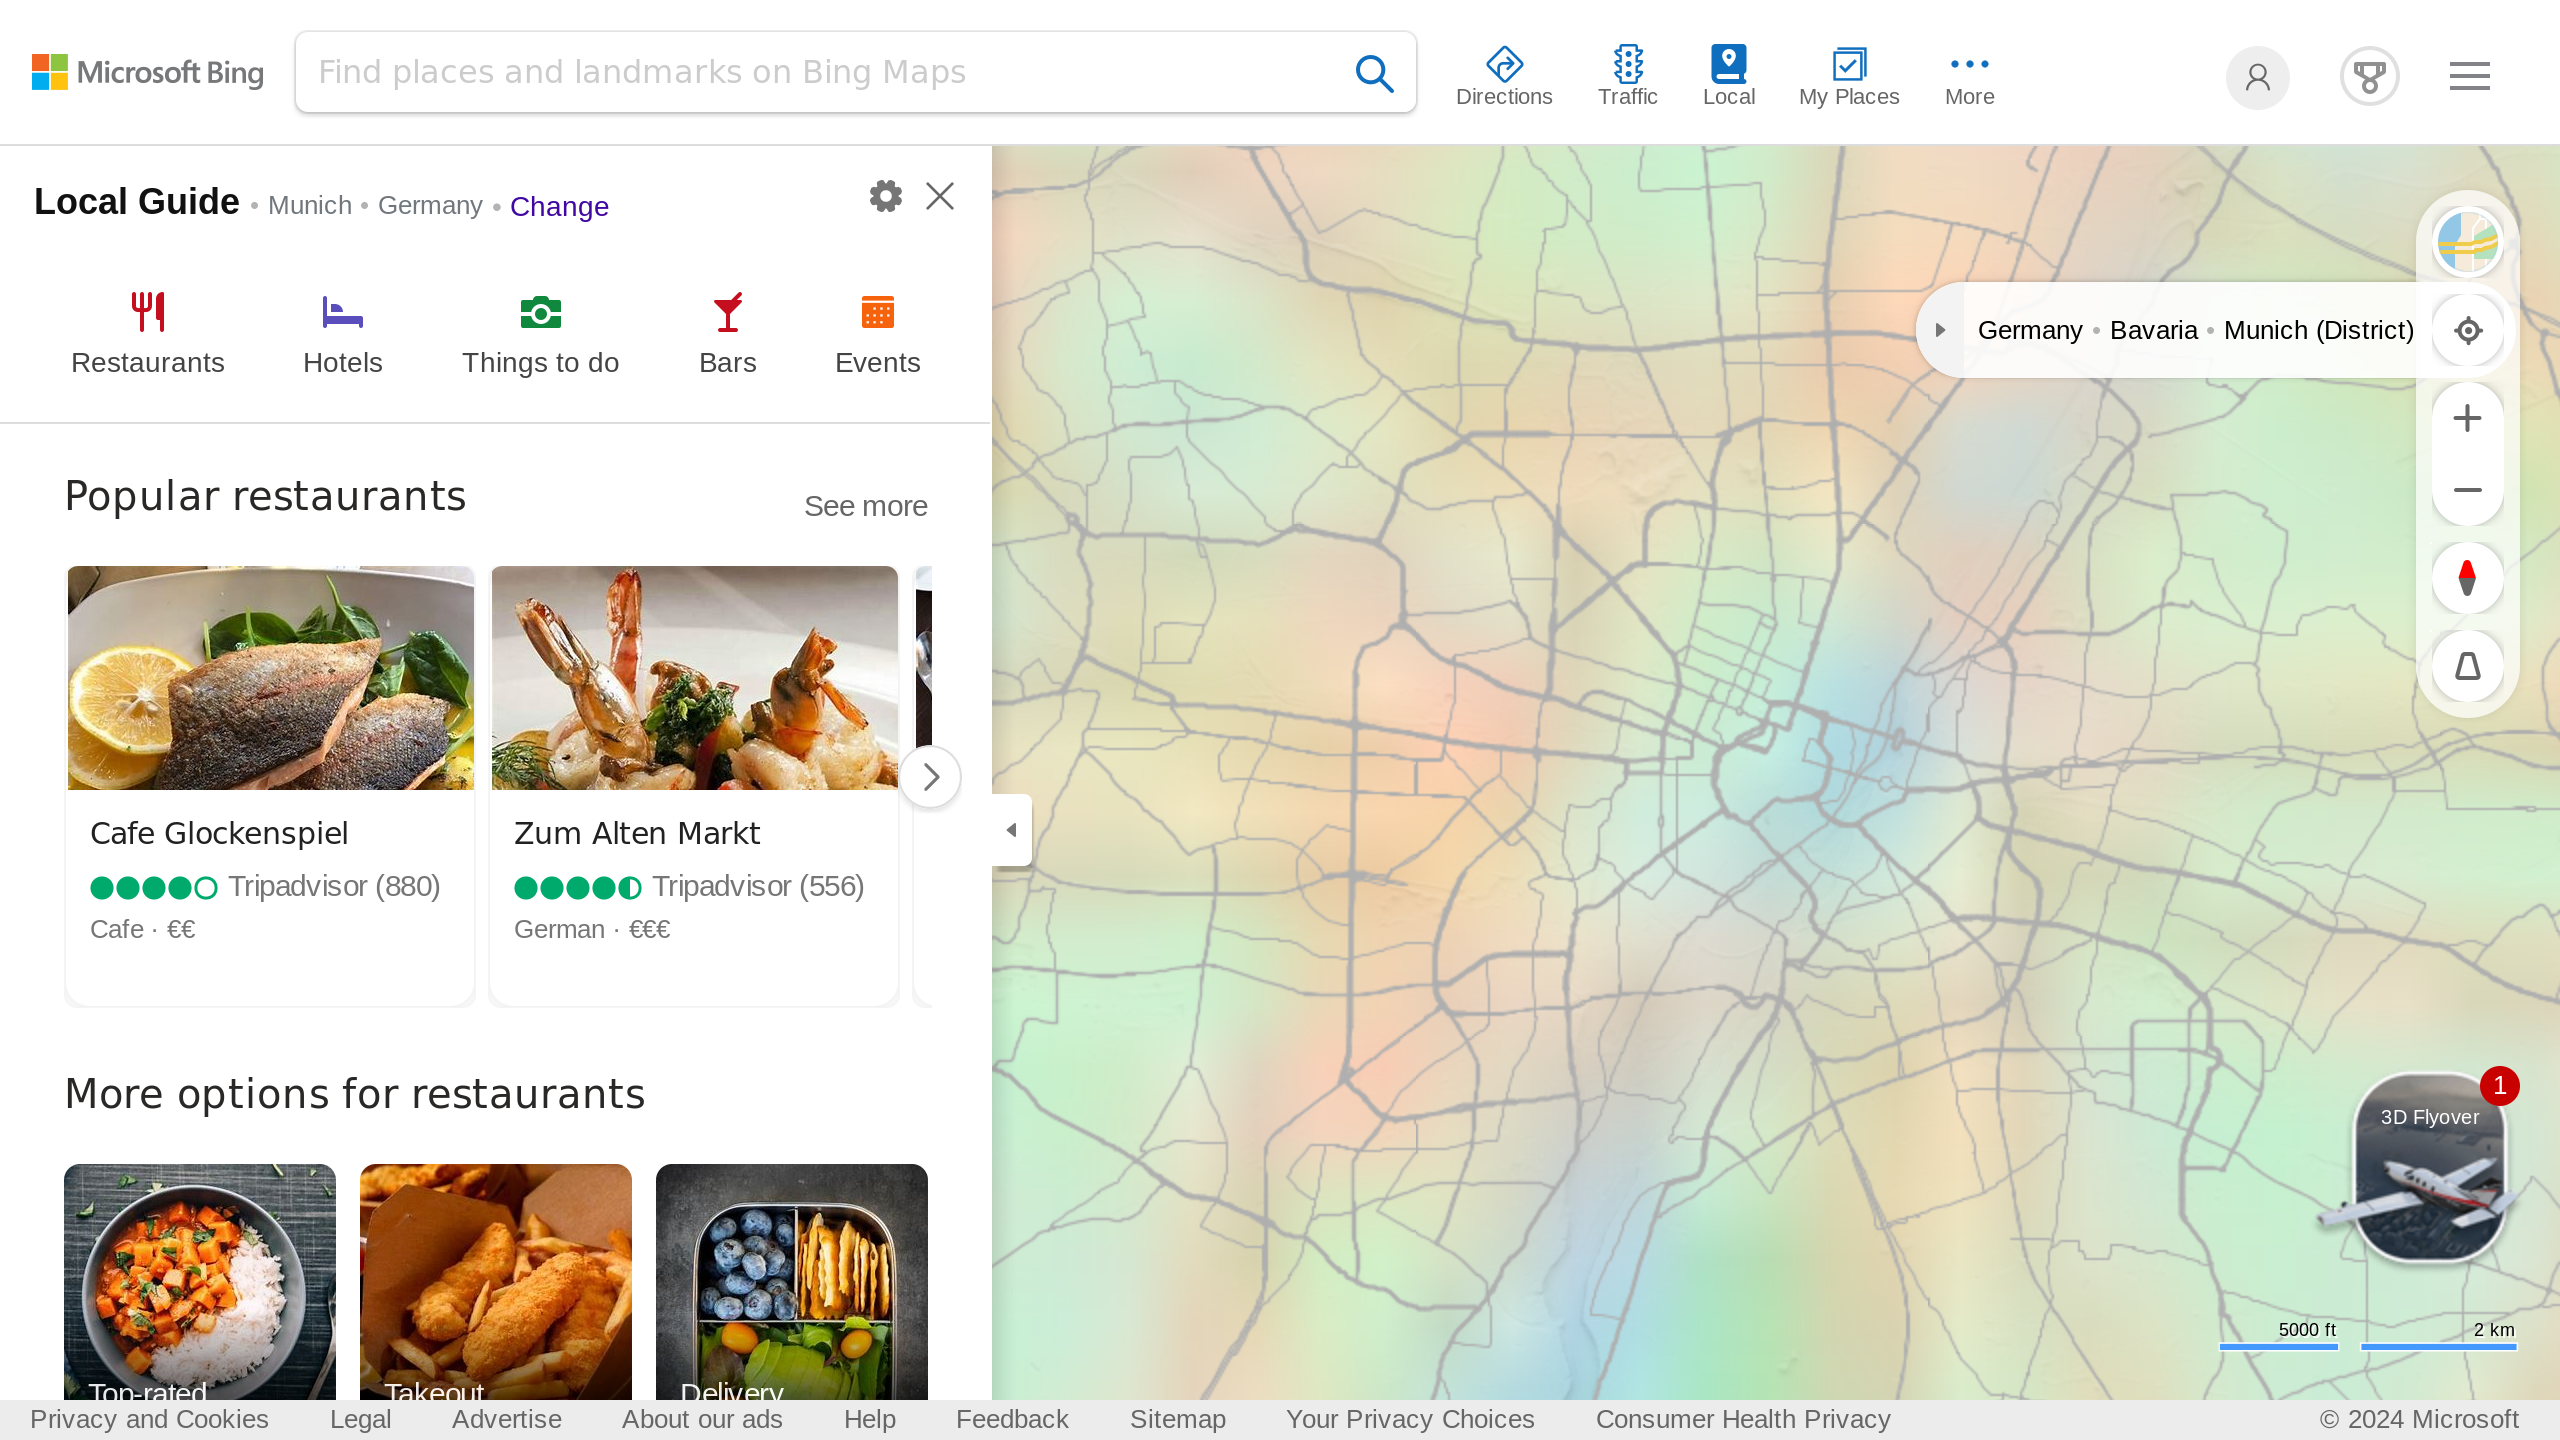 Microsoft Bing
Find places and landmarks on Bing Maps
Directions
Traffic
Local
My Places
More
Local Guide • Munich • Germany • Change
Restaurants
Hotels
Things to do
Bars
Events
Popular restaurants
See more
Cafe Glockenspiel
Tripadvisor (880)
Cafe · €€
Zum Alten Markt
Tripadvisor (556)
German · €€€
More options for restaurants
Top-rated
Takeout
Delivery
Germany • Bavaria • Munich (District)
1
3D Flyover
5000 ft
2 km
Privacy and Cookies
Legal
Advertise
About our ads
Help
Feedback
Sitemap
Your Privacy Choices
Consumer Health Privacy
© 2024 Microsoft